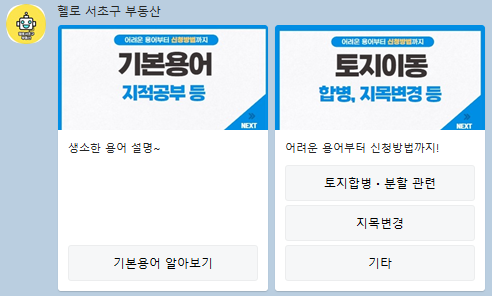 헬로 서초구 부동산
어려운 용어부터 신청방법까지
기본용어
지적공부 등
NEXT
생소한 용어 설명~
기본용어 알아보기
어려운 용어부터 신청방법까지
토지이동
합병, 지목변경 등
NEXT
어려운 용어부터 신청방법까지!
토지합병・분할 관련
지목변경
기타